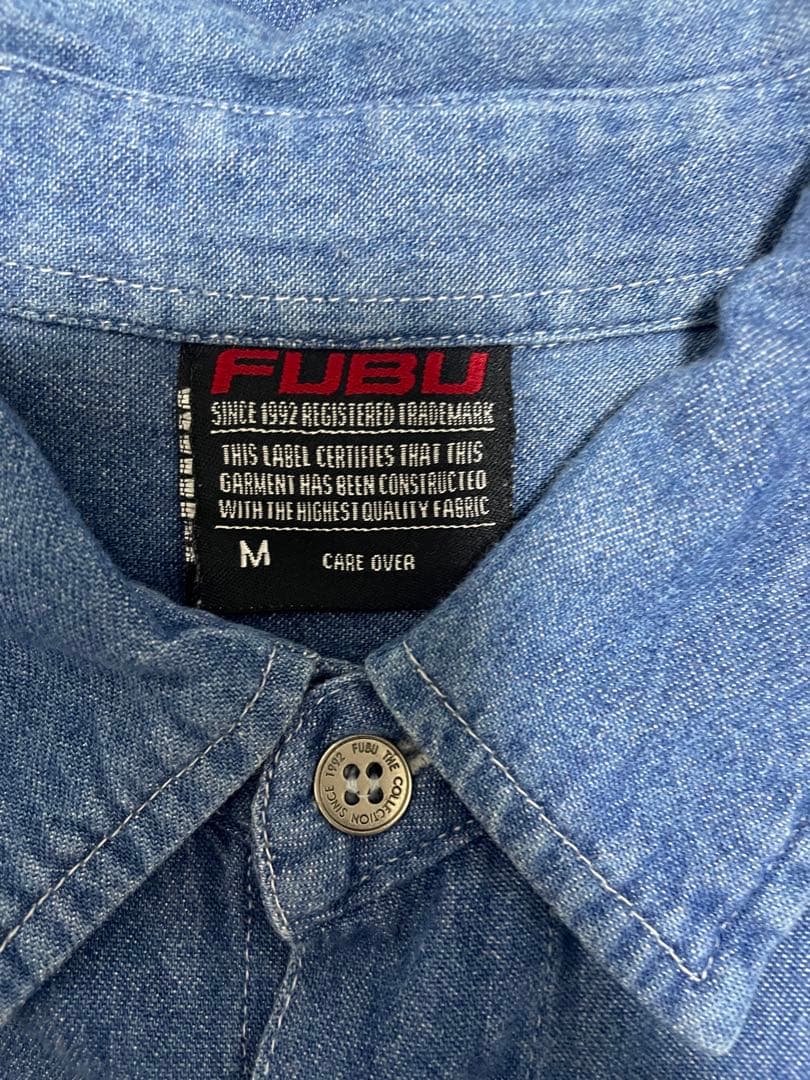 FUBU
SINCE 1992 REGISTERED TRADEMARK
THIS LABEL CERTIFIES THAT THIS
GARMENT HAS BEEN CONSTRUCTED
WITH THE HIGHEST QUALITY FABRIC
M CARE OVER
FUBU THE COLLECTION SINCE 1992